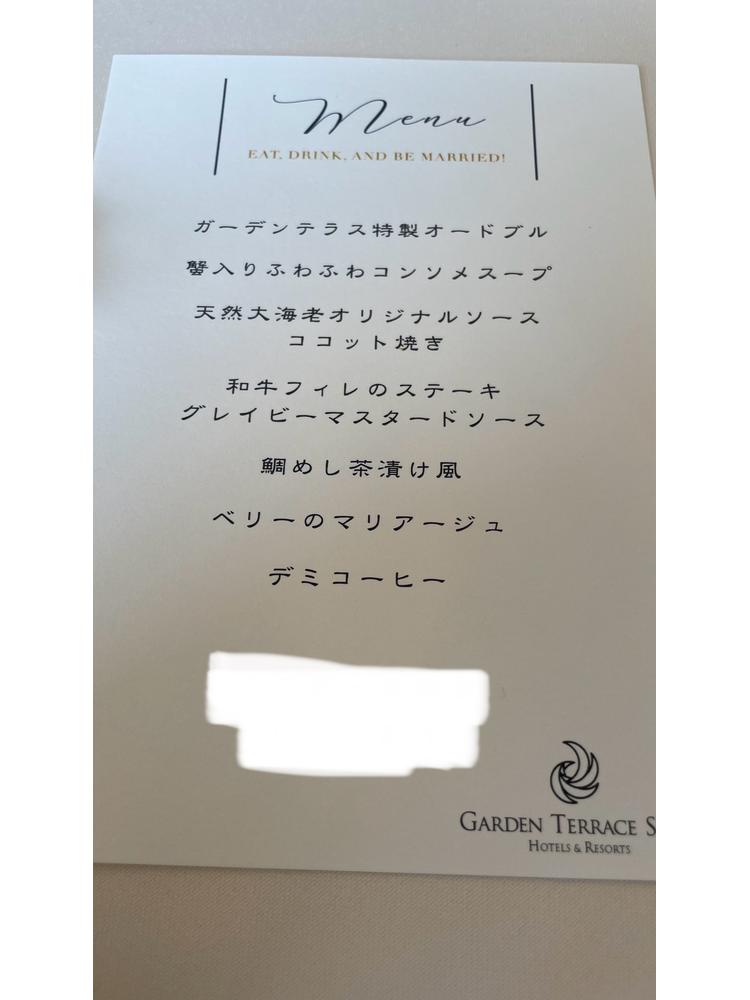 Menu
EAT, DRINK, AND BE MARRIED!
ガーデンテラス特製オードブル
蟹入りふわふわコンソメスープ
天然大海老オリジナルソース
ココット焼き
和牛フィレのステーキ
グレイビーマスタードソース
鯛めし茶漬け風
ベリーのマリアージュ
デミコーヒー
GARDEN TERRACE S
HOTELS & RESORTS